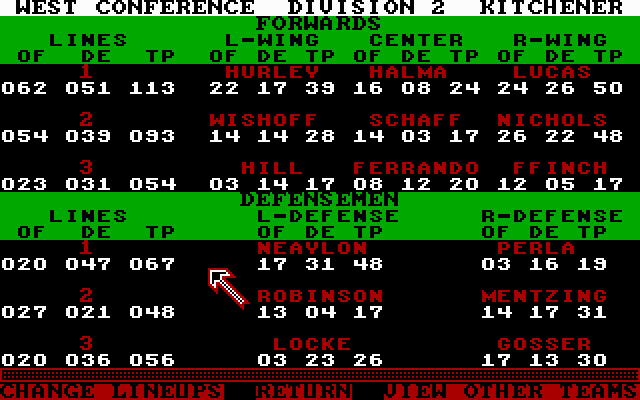 WEST CONFERENCE DIVISION 2 KITCHENER
FORWARDS
LINES L-WING CENTER R-WING
OF DE TP OF DE TP OF DE TP OF DE TP
1 HURLEY HALMA LUCAS
062 051 113 22 17 39 16 08 24 24 26 50
2 WISHOFF SCHAFF NICHOLS
054 039 093 14 14 28 14 03 17 26 22 48
3 HILL FERRANDO FFINCH
023 031 054 03 14 17 08 12 20 12 05 17
DEFENSEMEN
LINES L-DEFENSE R-DEFENSE
OF DE TP OF DE TP OF DE TP
1 NEAVLON PERLA
020 047 067 17 31 48 03 16 19
2 ROBINSON MENTZING
027 021 048 13 04 17 14 17 31
3 LOCKE GOSSER
020 036 056 03 23 26 17 13 30
CHANGE LINEUPS RETURN VIEW OTHER TEAMS